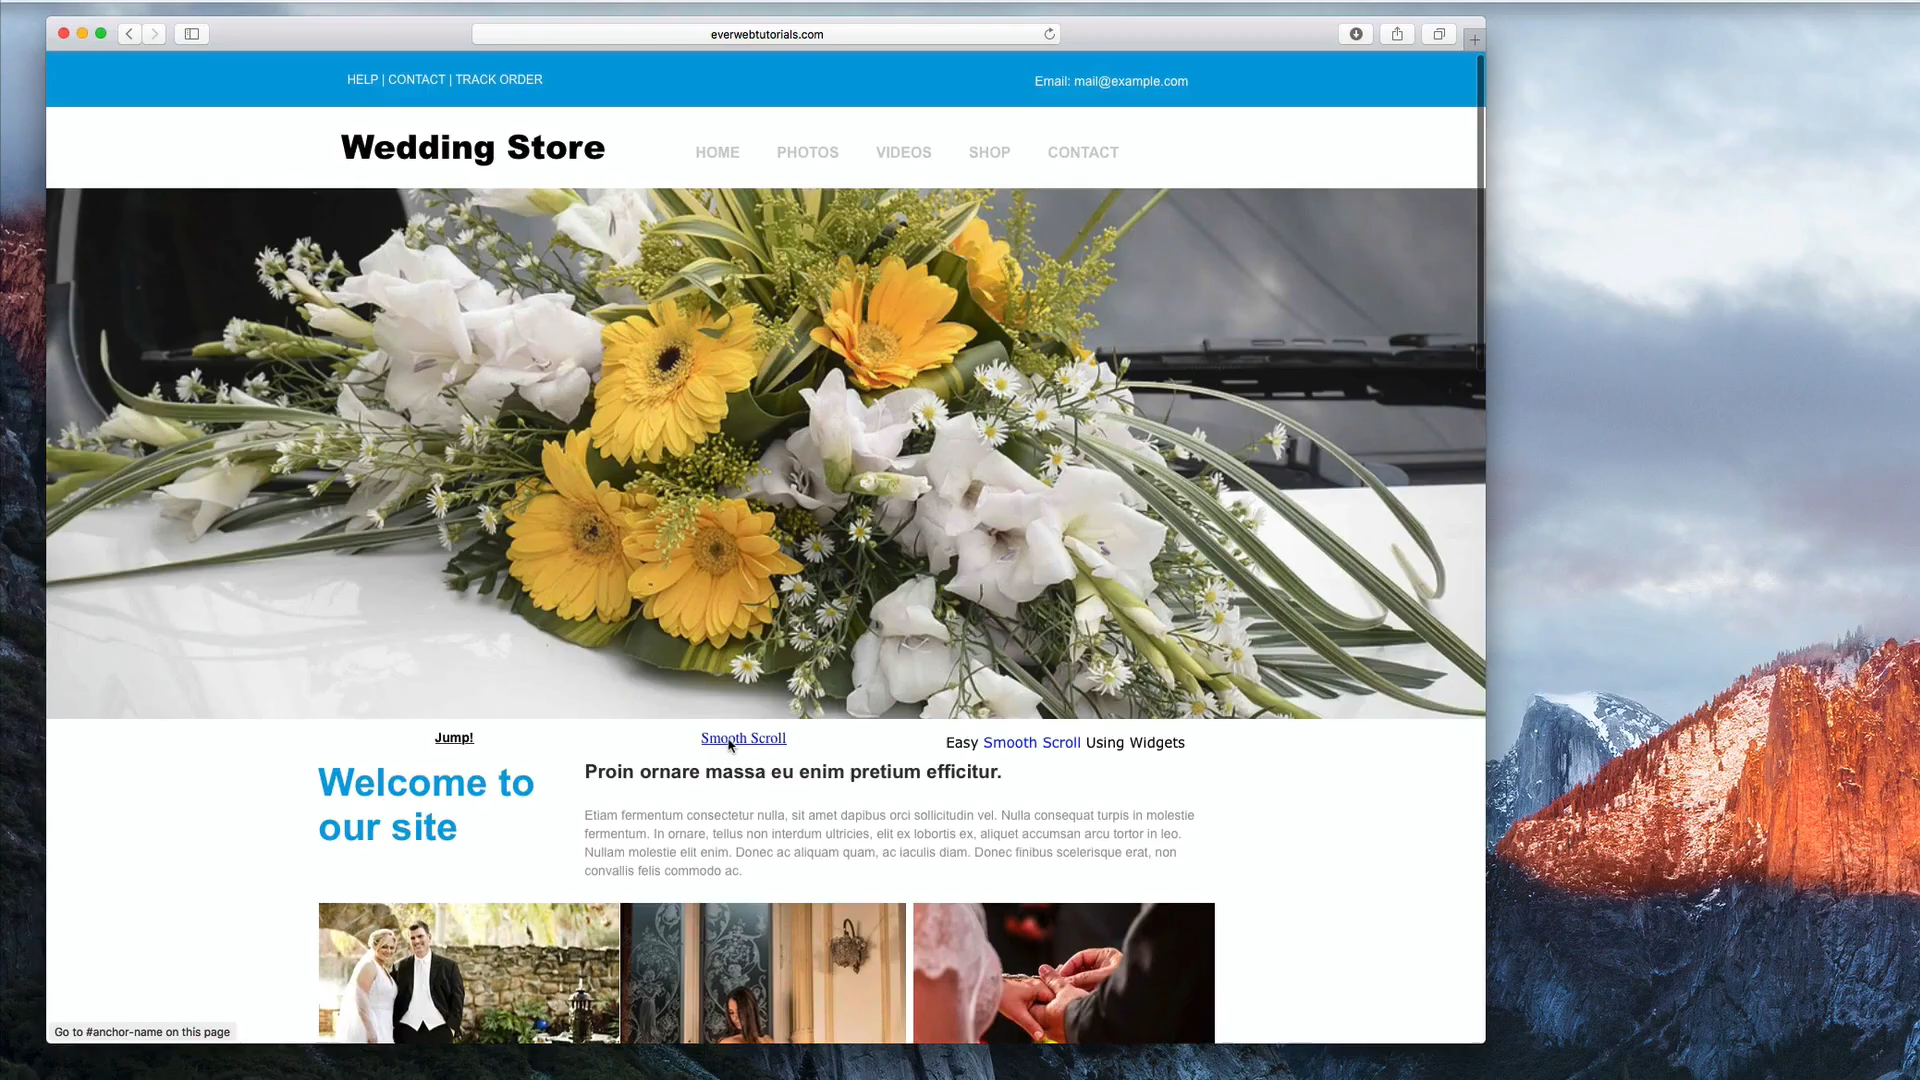 everwebtutorials.com
HELP | CONTACT | TRACK ORDER
Email: mail@example.com
Wedding Store
HOME PHOTOS VIDEOS SHOP CONTACT
Jump!
Smooth Scroll
Easy Smooth Scroll Using Widgets
Welcome to
our site
Proin ornare massa eu enim pretium efficitur.
Etiam fermentum consectetur nulla, sit amet dapibus orci sollicitudin vel. Nulla consequat turpis in molestie
fermentum. In ornare, tellus non interdum ultricies, elit ex lobortis ex, aliquet accumsan arcu tortor in leo.
Nullam molestie elit enim. Donec ac aliquam quam, ac iaculis diam. Donec finibus scelerisque erat, non
convallis felis commodo ac.
Go to #anchor-name on this page